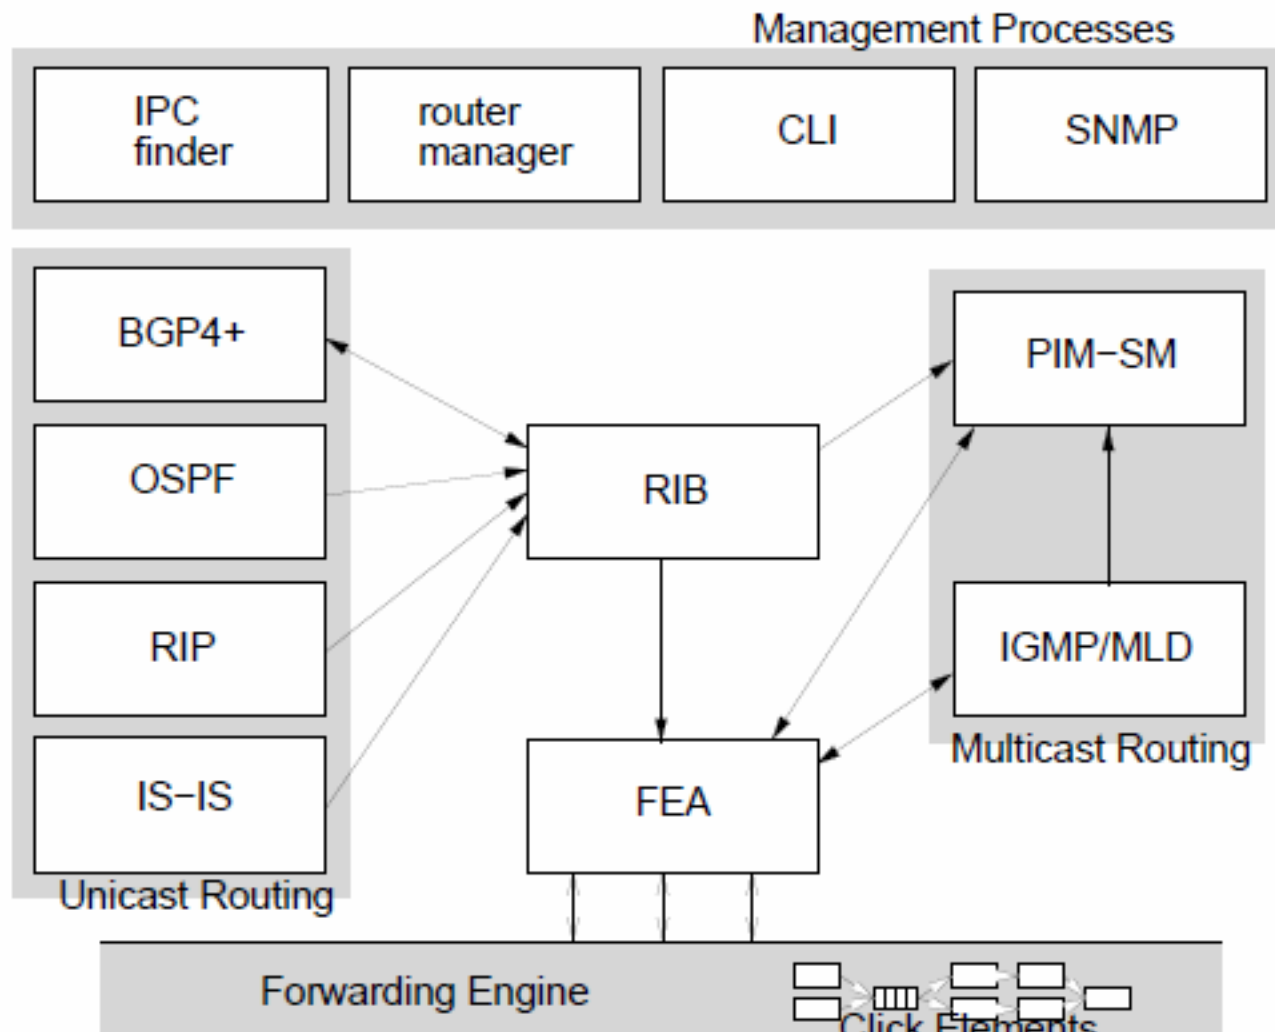 Management Processes
IPC
finder
router
manager
CLI
SNMP
BGP4+
OSPF
RIP
IS−IS
Unicast Routing
RIB
FEA
PIM−SM
IGMP/MLD
Multicast Routing
Forwarding Engine
Click Elements